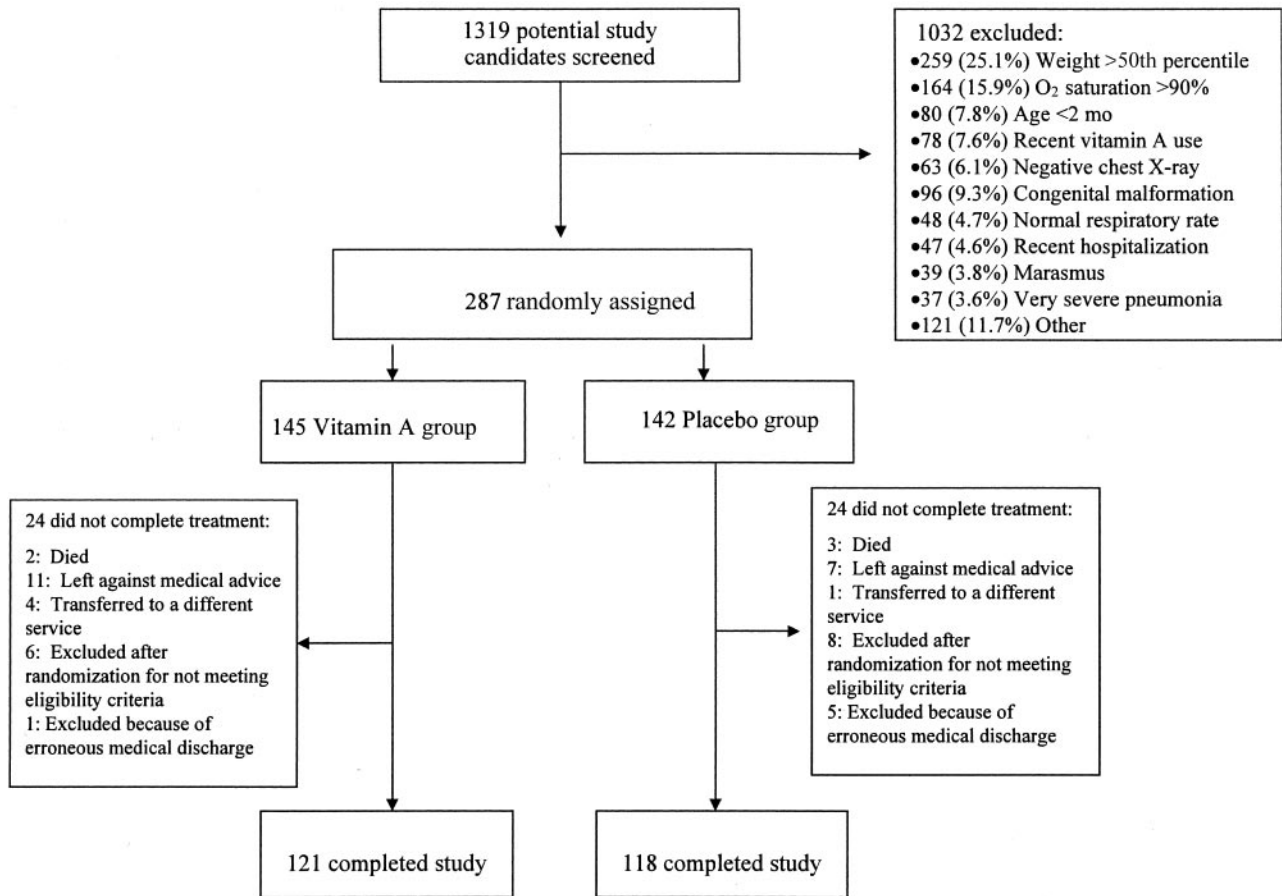 1319 potential study
candidates screened
1032 excluded:
•259 (25.1%) Weight >50th percentile
•164 (15.9%) O₂ saturation >90%
•80 (7.8%) Age <2 mo
•78 (7.6%) Recent vitamin A use
•63 (6.1%) Negative chest X-ray
•96 (9.3%) Congenital malformation
•48 (4.7%) Normal respiratory rate
•47 (4.6%) Recent hospitalization
•39 (3.8%) Marasmus
•37 (3.6%) Very severe pneumonia
•121 (11.7%) Other
287 randomly assigned
145 Vitamin A group
142 Placebo group
24 did not complete treatment:
2: Died
11: Left against medical advice
4: Transferred to a different
service
6: Excluded after
randomization for not meeting
eligibility criteria
1: Excluded because of
erroneous medical discharge
24 did not complete treatment:
3: Died
7: Left against medical advice
1: Transferred to a different
service
8: Excluded after
randomization for not meeting
eligibility criteria
5: Excluded because of
erroneous medical discharge
121 completed study
118 completed study